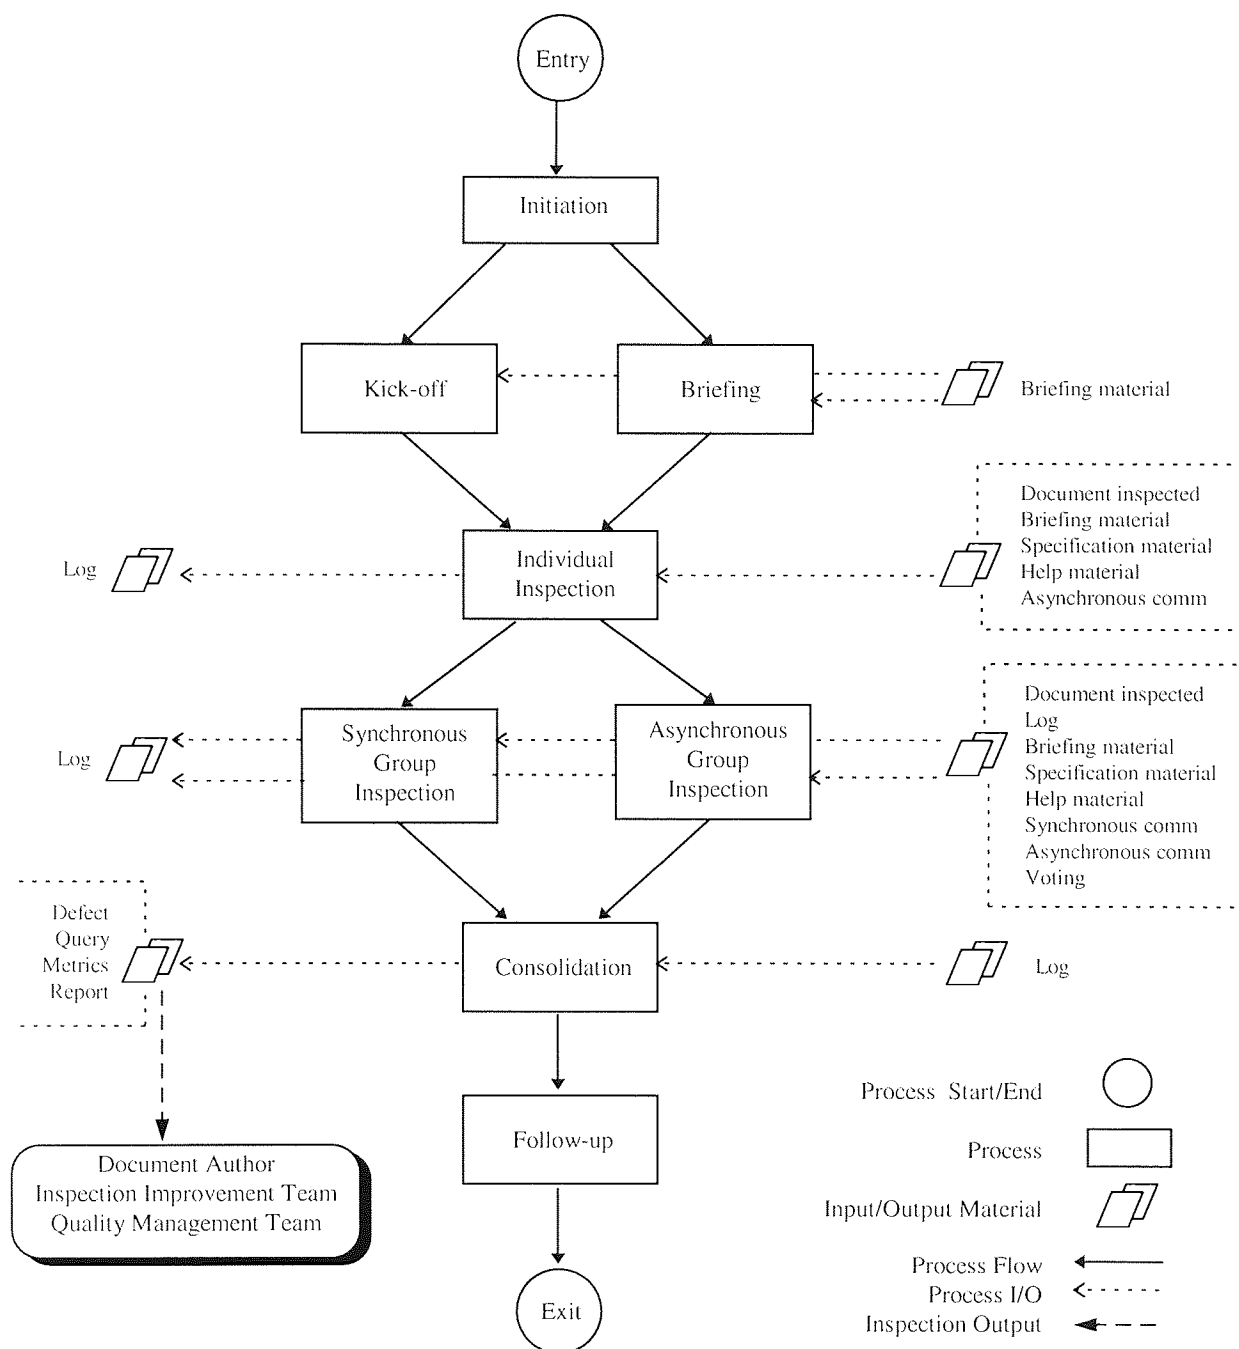 Entry
Initiation
Kick-off
Briefing
Briefing material
Document inspected
Briefing material
Specification material
Help material
Asynchronous comm
Log
Individual
Inspection
Document inspected
Log
Briefing material
Specification material
Help material
Synchronous comm
Asynchronous comm
Voting
Log
Synchronous
Group
Inspection
Asynchronous
Group
Inspection
Defect
Query
Metrics
Report
Consolidation
Log
Process Start/End
Process
Input/Output Material
Process Flow
Process I/O
Inspection Output
Follow-up
Document Author
Inspection Improvement Team
Quality Management Team
Exit